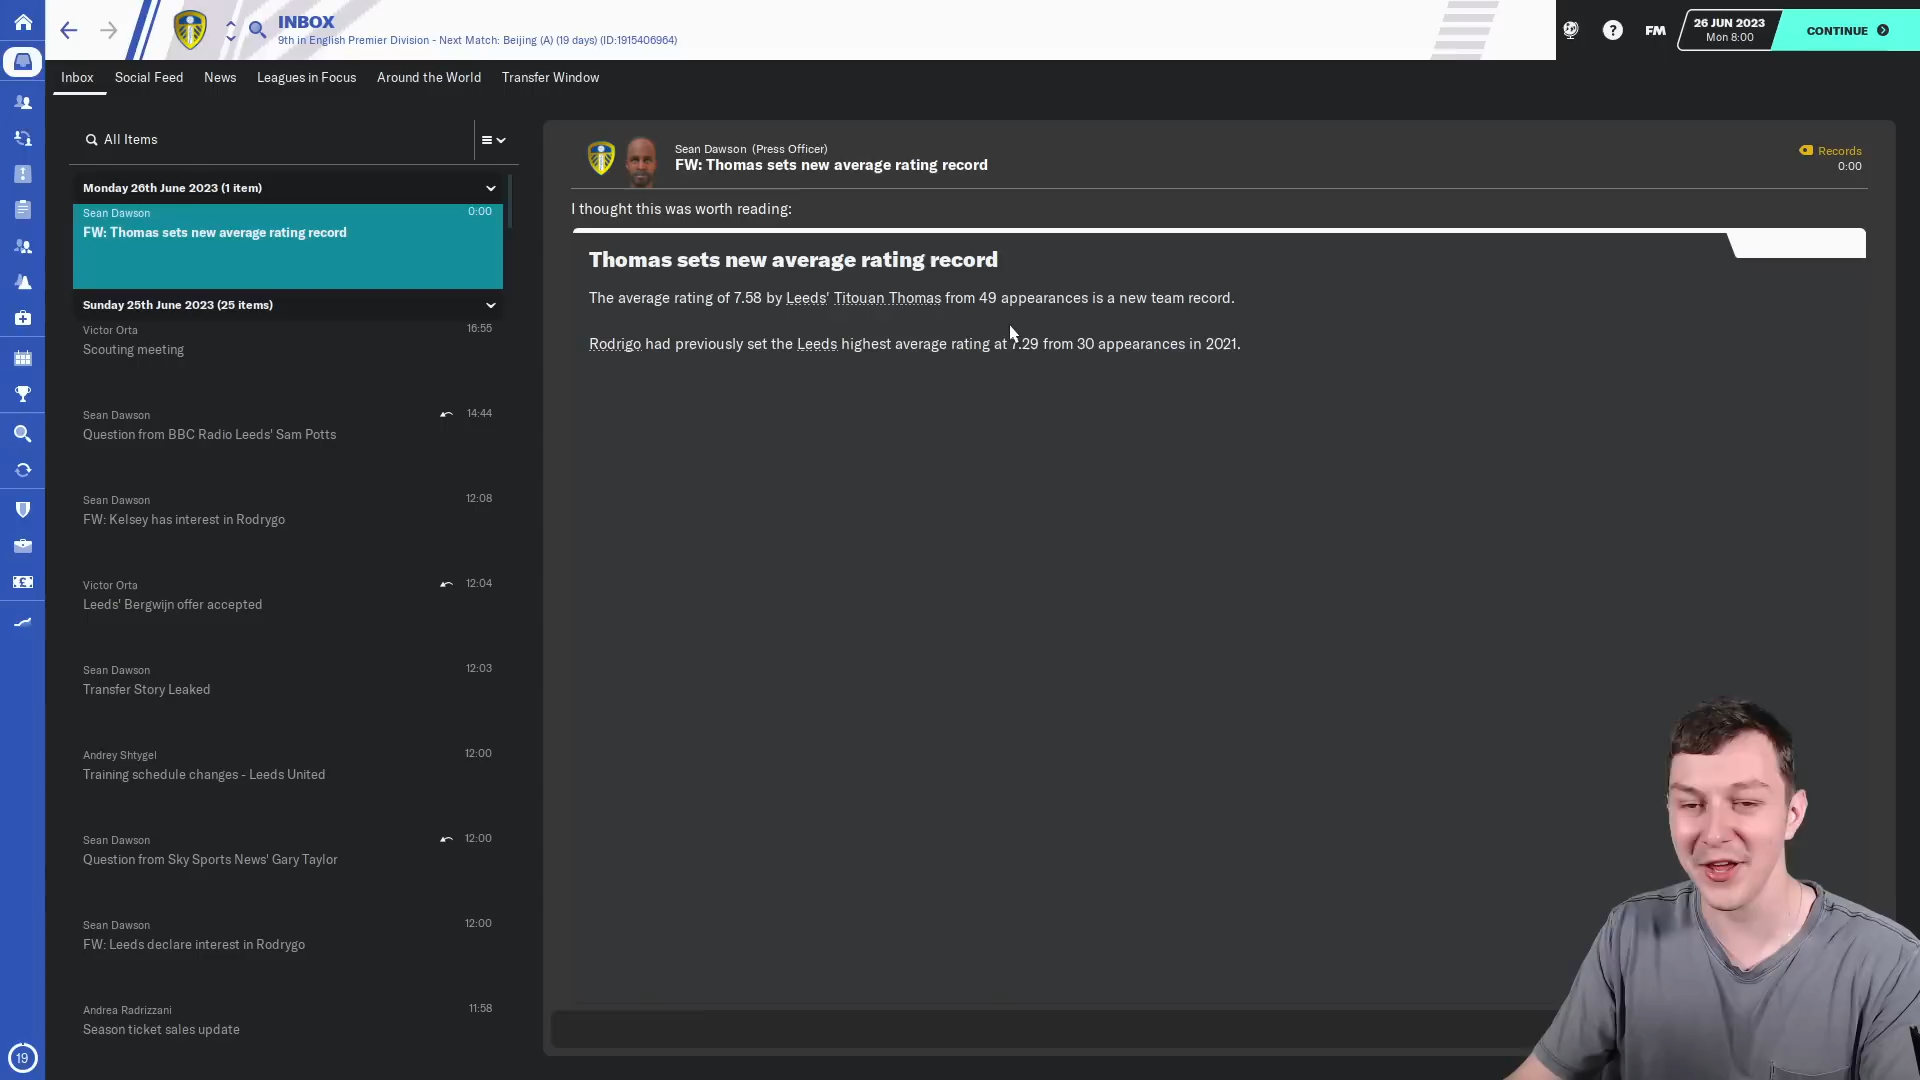 INBOX
9th in English Premier Division - Next Match: Beijing (A) (19 days) (ID:1915406964)
FM
26 JUN 2023
Mon 8:00
CONTINUE
Inbox
Social Feed
News
Leagues in Focus
Around the World
Transfer Window
All Items
Monday 26th June 2023 (1 item)
Sean Dawson
0:00
FW: Thomas sets new average rating record
Sunday 25th June 2023 (25 items)
Victor Orta
16:55
Scouting meeting
Sean Dawson
14:44
Question from BBC Radio Leeds' Sam Potts
Sean Dawson
12:08
FW: Kelsey has interest in Rodrygo
Victor Orta
12:04
Leeds' Bergwijn offer accepted
Sean Dawson
12:03
Transfer Story Leaked
Andrey Shtygel
12:00
Training schedule changes - Leeds United
Sean Dawson
12:00
Question from Sky Sports News' Gary Taylor
Sean Dawson
12:00
FW: Leeds declare interest in Rodrygo
Andrea Radrizzani
11:58
Season ticket sales update
19
Sean Dawson (Press Officer)
FW: Thomas sets new average rating record
Records
0:00
I thought this was worth reading:
Thomas sets new average rating record
The average rating of 7.58 by Leeds' Titouan Thomas from 49 appearances is a new team record.
Rodrigo had previously set the Leeds highest average rating at 7.29 from 30 appearances in 2021.